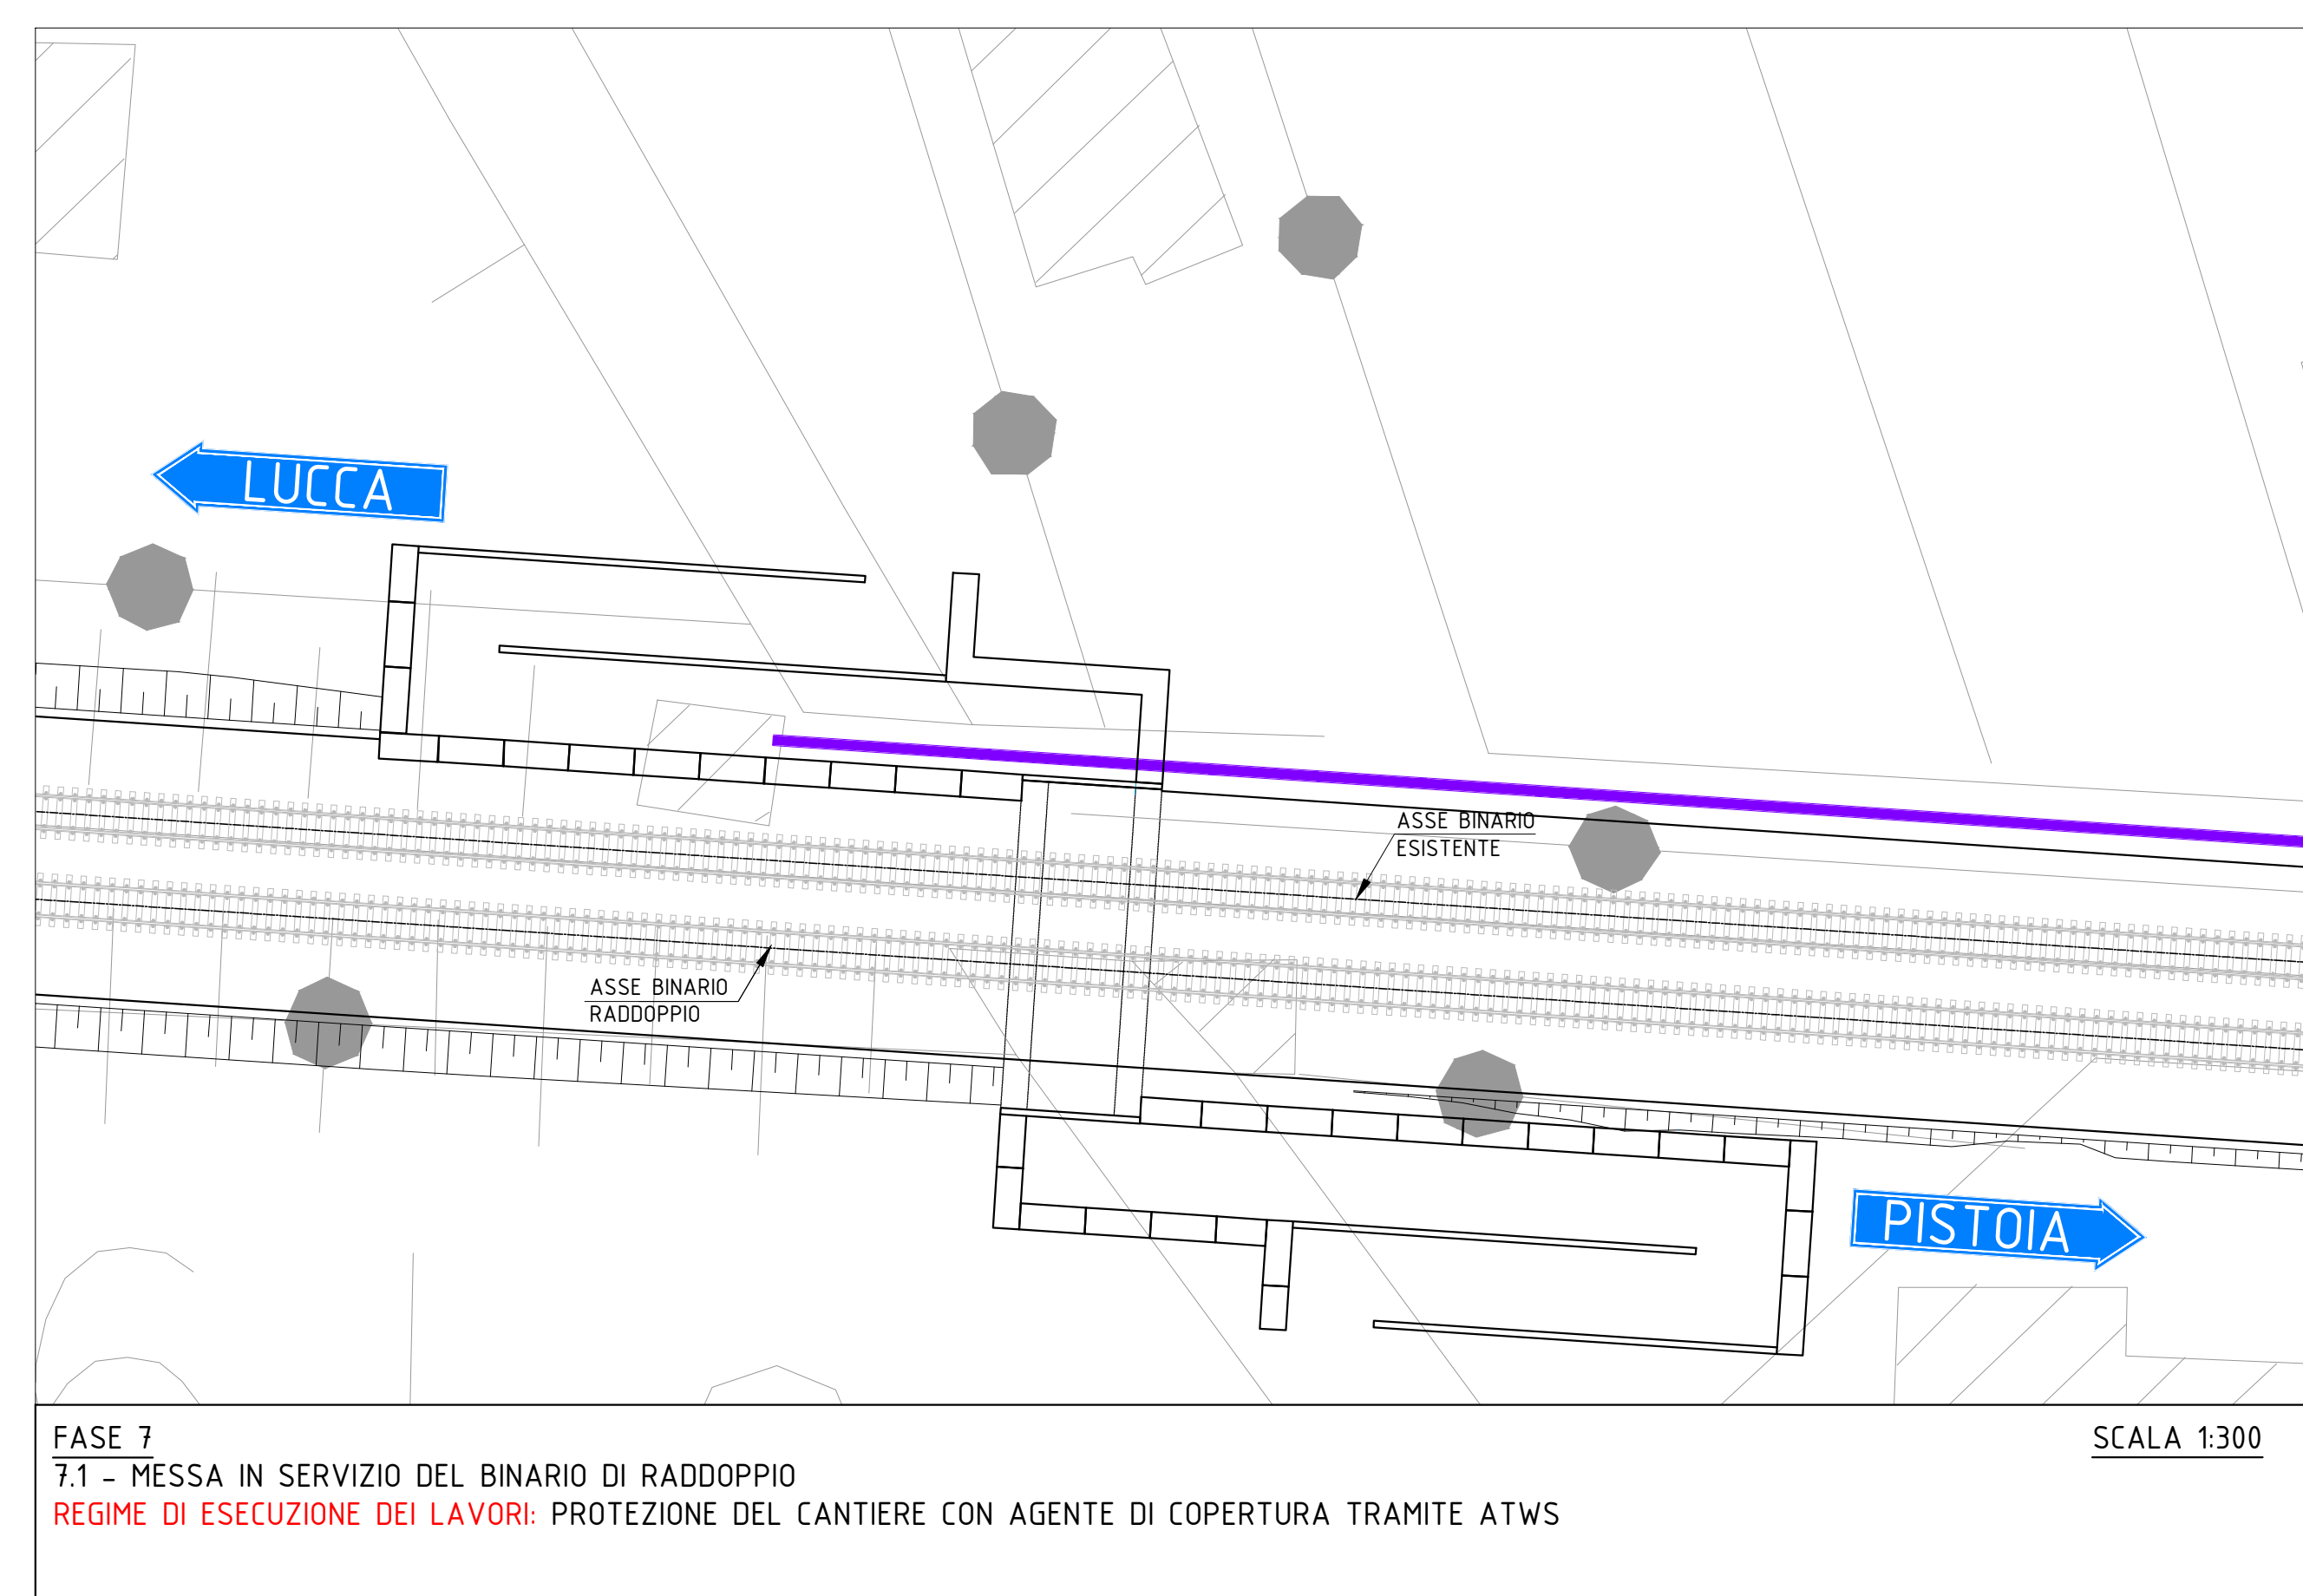 LUCCA
ASSE BINARIO
ESISTENTE
ASSE BINARIO
RADDOPPIO
PISTOIA
FASE 7
SCALA 1:300
7.1 - MESSA IN SERVIZIO DEL BINARIO DI RADDOPPIO
REGIME DI ESECUZIONE DEI LAVORI: PROTEZIONE DEL CANTIERE CON AGENTE DI COPERTURA TRAMITE ATWS